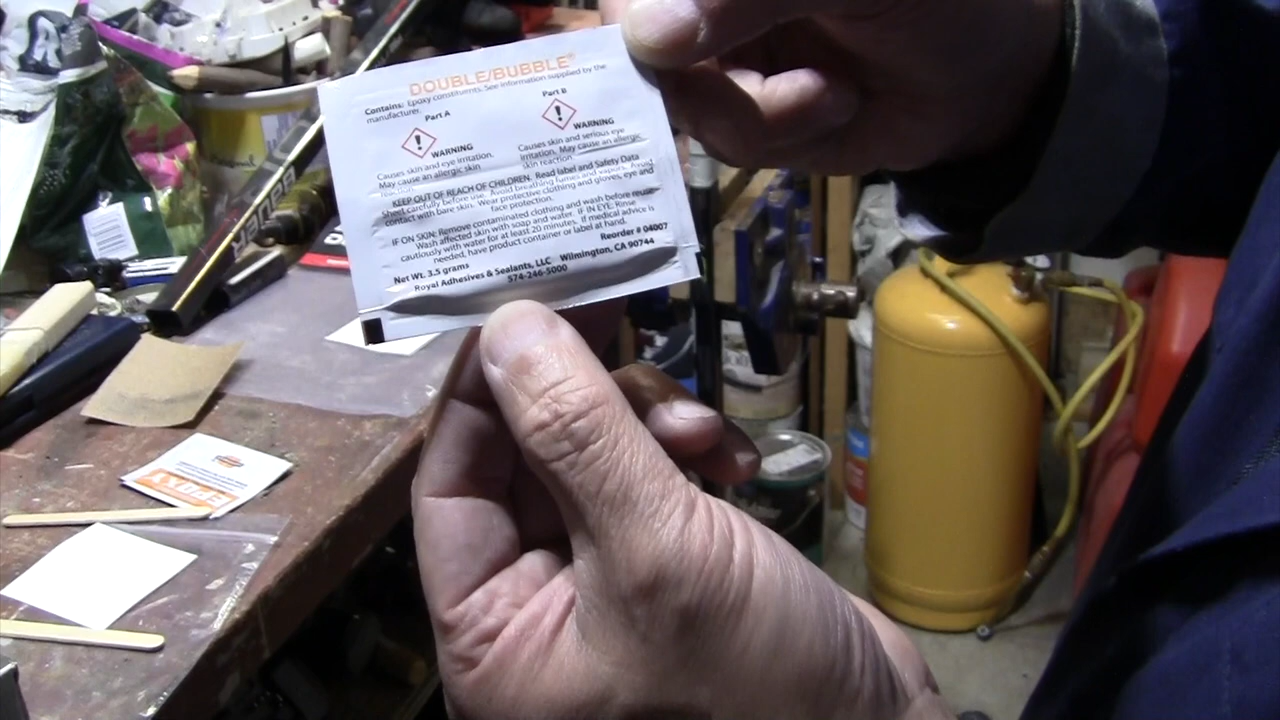 DOUBLE/BUBBLE®
Contains: Epoxy constituents. See information supplied by the
manufacturer.
Part A
Part B
WARNING
WARNING
Causes skin and eye irritation.
May cause an allergic skin
reaction.
Causes skin and serious eye
irritation. May cause an allergic
skin reaction
KEEP OUT OF REACH OF CHILDREN. Read label and Safety Data
Sheet carefully before use. Avoid breathing fumes and vapors. Avoid
contact with bare skin. Wear protective clothing and gloves, eye and
face protection.
IF ON SKIN: Remove contaminated clothing and wash before reuse.
Wash affected skin with soap and water. IF IN EYE: Rinse
cautiously with water for at least 20 minutes. If medical advice is
needed, have product container or label at hand.
Reorder # 04007
Net Wt. 3.5 grams
Royal Adhesives & Sealants, LLC Wilmington, CA 90744
574-246-5000
EPOXY